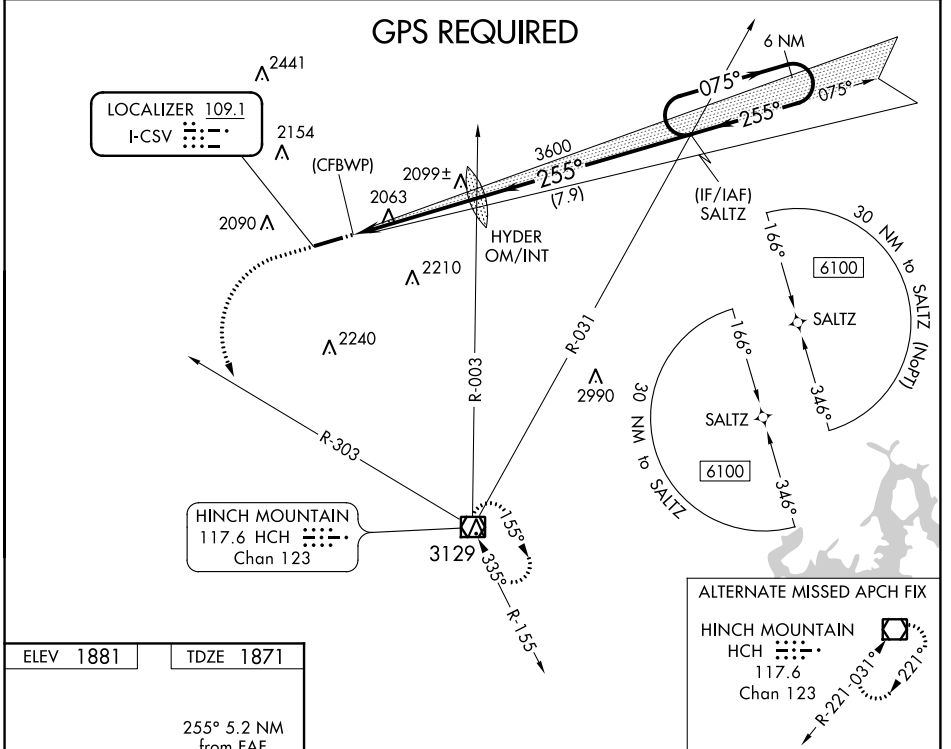 GPS REQUIRED
2441
6 NM
075°
075°
255°
LOCALIZER 109.1
I-CSV
2154
(CFBWP)
2099±
3600
255°
(7.9)
2063
2090
(IF/IAF)
SALTZ
HYDER
OM/INT
2210
2240
R-003
R-031
2990
R-303
30 NM to SALTZ (NoPT)
166°
6100
SALTZ
346°
166°
SALTZ
6100
346°
30 NM to SALTZ
HINCH MOUNTAIN
117.6 HCH
Chan 123
3129
155°
335°
R-155
ALTERNATE MISSED APCH FIX
HINCH MOUNTAIN
HCH
117.6
Chan 123
221°
R-221-031°
ELEV 1881
TDZE 1871
255° 5.2 NM
from FAF